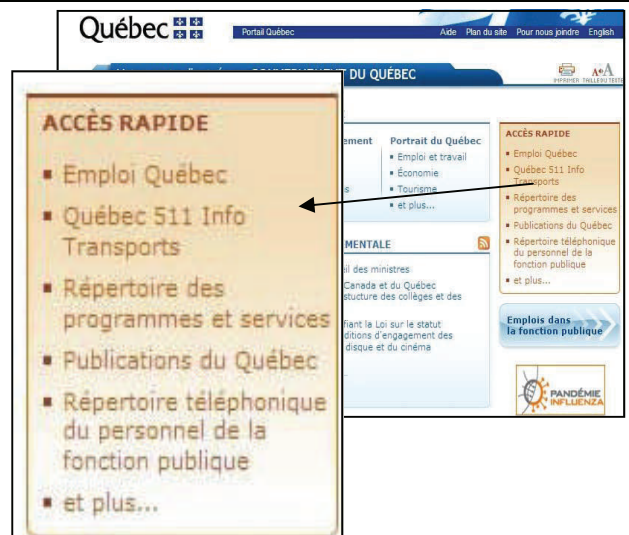 Québec
Portail Québec
Aide Plan du site Pour nous joindre English
DU QUÉBEC
IMPRIMER TAILLE DU TEXTE
ACCÈS RAPIDE
Emploi Québec
Québec 511 Info
Transports
Répertoire des
programmes et services
Publications du Québec
Répertoire téléphonique
du personnel de la
fonction publique
et plus...
ement
s
Portrait du Québec
Emploi et travail
Économie
Tourisme
et plus...
MENTALE
il des ministres
Canada et du Québec
stucture des collèges et des
fiant la Loi sur le statut
ditions d'engagement des
disque et du cinéma
ACCÈS RAPIDE
Emploi Québec
Québec 511 Info
Transports
Répertoire des
programmes et services
Publications du Québec
Répertoire téléphonique
du personnel de la
fonction publique
et plus...
Emplois dans
la fonction publique
PANDÉMIE
INFLUENZA